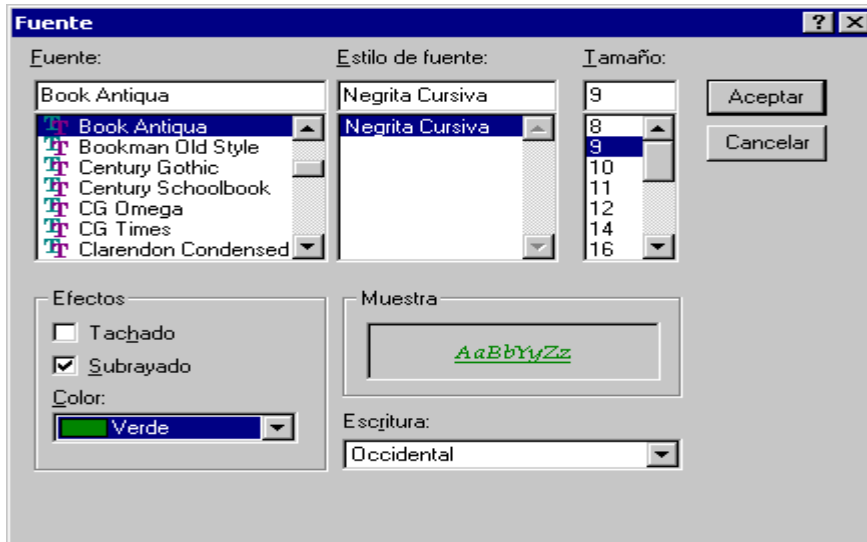 Fuente
Fuente:
Estilo de fuente:
Tamaño:
Book Antiqua
Negrita Cursiva
9
Aceptar
Cancelar
Book Antiqua
Bookman Old Style
Century Gothic
Century Schoolbook
CG Omega
CG Times
Clarendon Condensed
Negrita Cursiva
8
9
10
11
12
14
16
Efectos
Tachado
Subrayado
Color:
Verde
Muestra
AaBbYyZz
Escritura:
Occidental